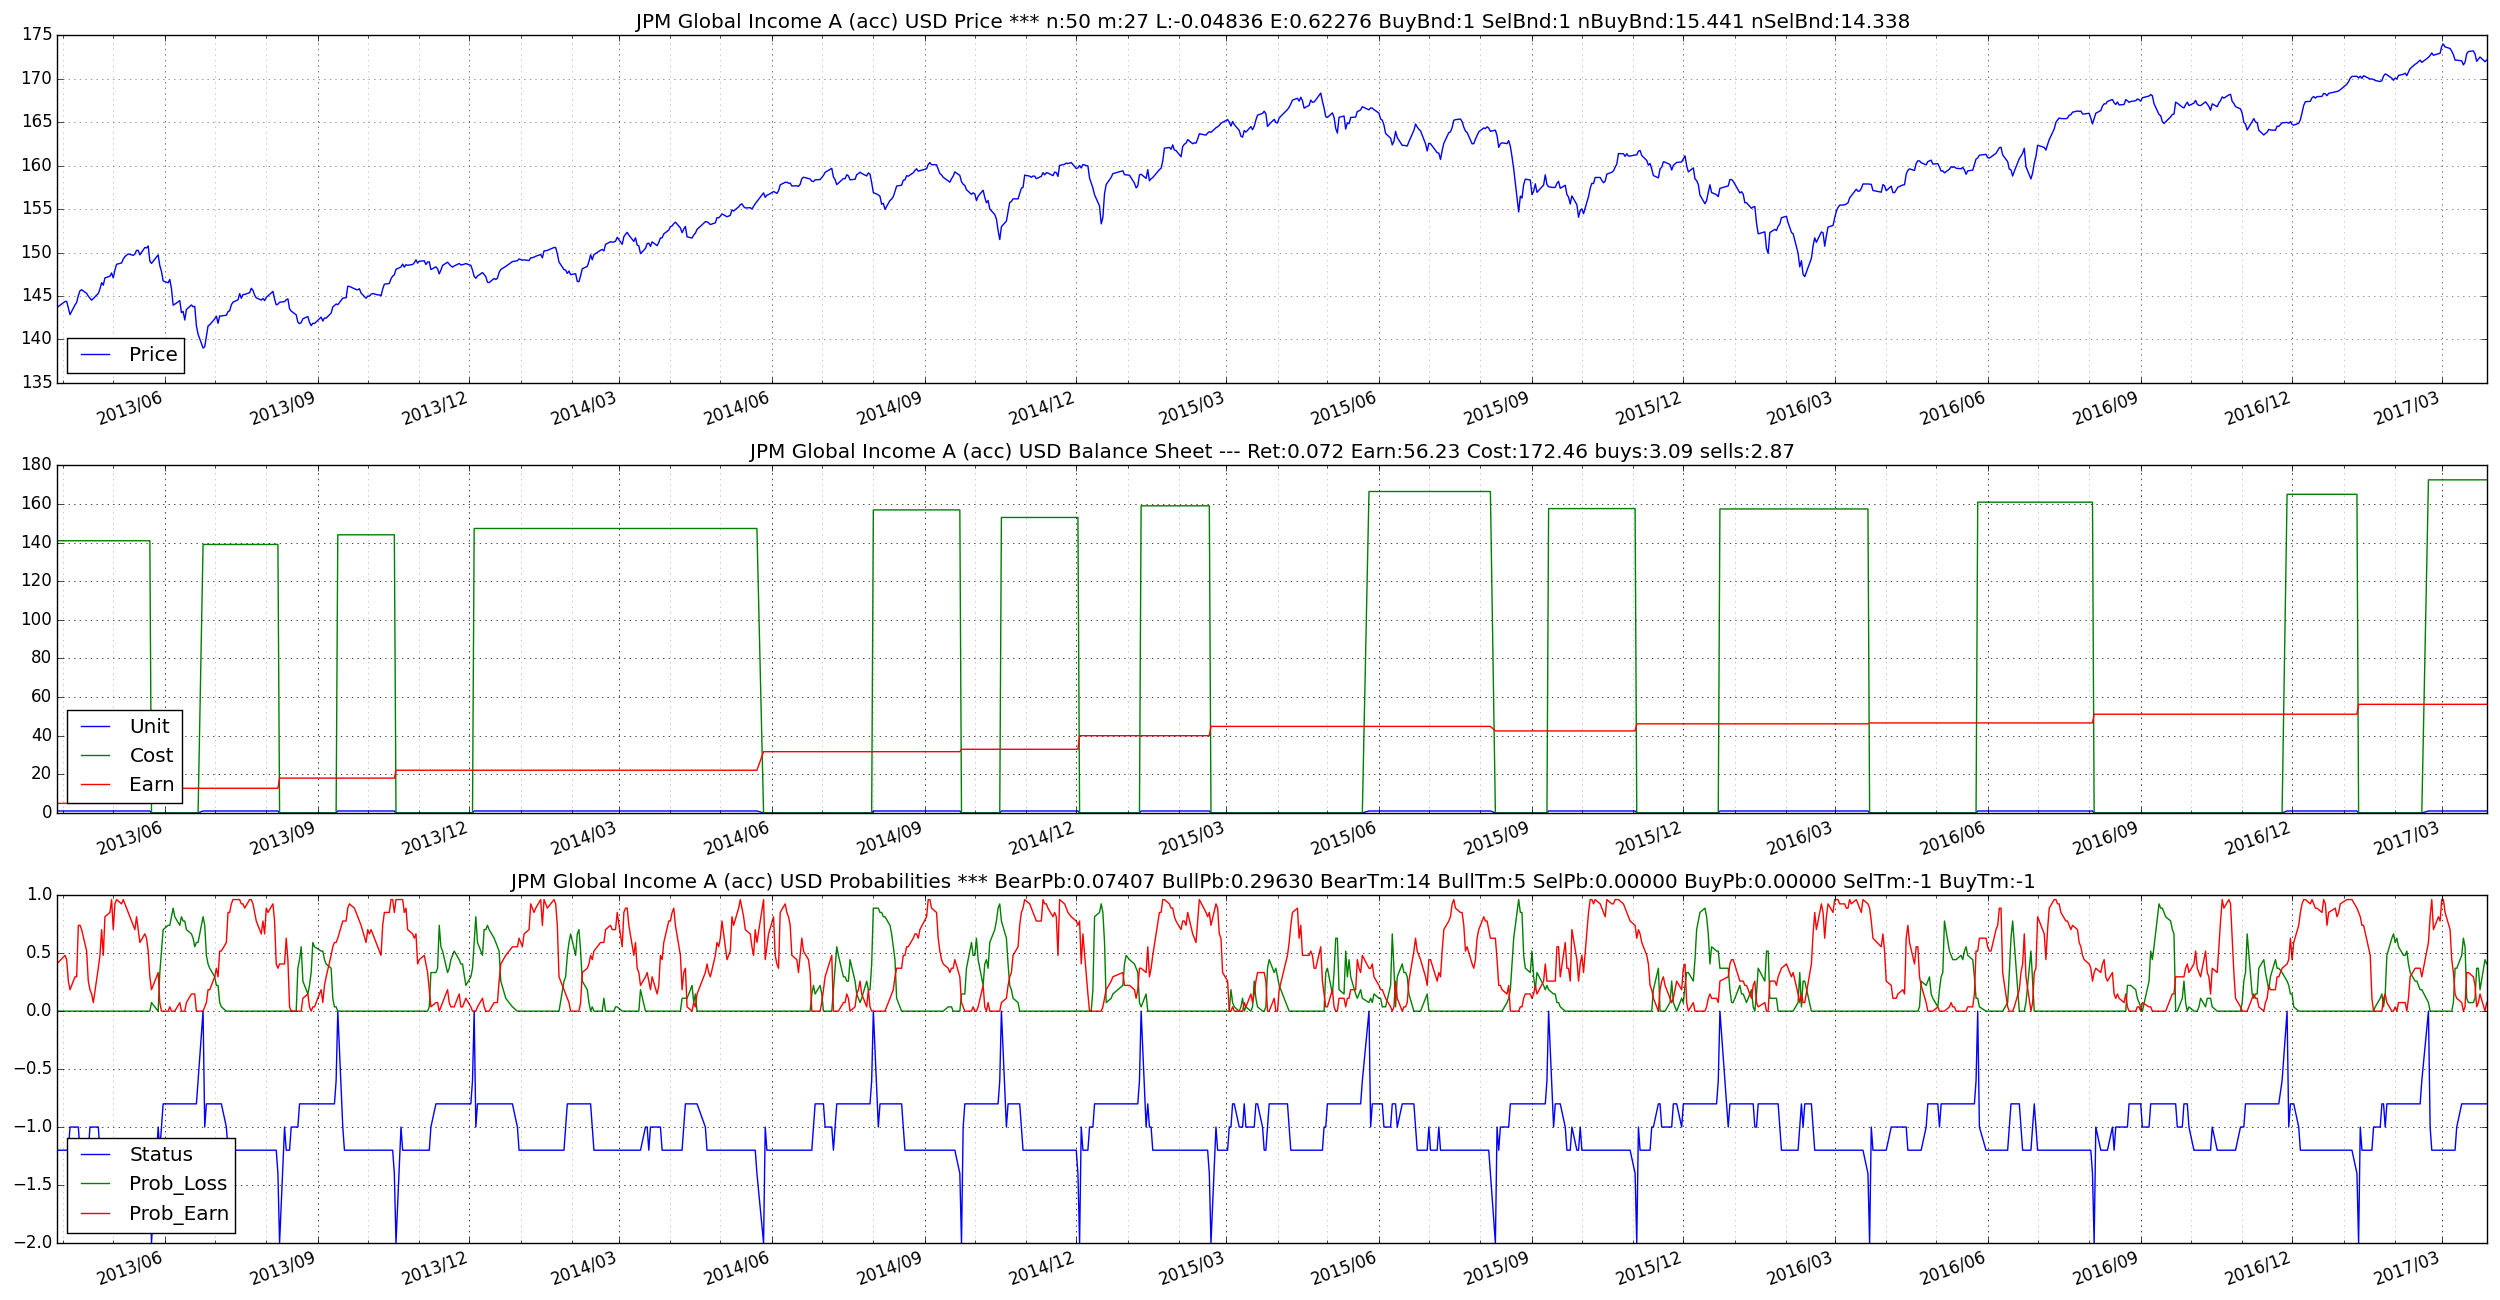 JPM Global Income A (acc) USD Price *** n:50 m:27 L:-0.04836 E:0.62276 BuyBnd:1 SelBnd:1 nBuyBnd:15.441 nSelBnd:14.338
175
170
165
160
155
150
145
140
135
Price
2013/06 2013/09 2013/12 2014/03 2014/06 2014/09 2014/12 2015/03 2015/06 2015/09 2015/12 2016/03 2016/06 2016/09 2016/12 2017/03
JPM Global Income A (acc) USD Balance Sheet --- Ret:0.072 Earn:56.23 Cost:172.46 buys:3.09 sells:2.87
180
160
140
120
100
80
60
40
20
0
Unit
Cost
Earn
2013/06 2013/09 2013/12 2014/03 2014/06 2014/09 2014/12 2015/03 2015/06 2015/09 2015/12 2016/03 2016/06 2016/09 2016/12 2017/03
JPM Global Income A (acc) USD Probabilities *** BearPb:0.07407 BullPb:0.29630 BearTm:14 BullTm:5 SelPb:0.00000 BuyPb:0.00000 SelTm:-1 BuyTm:-1
1.0
0.5
0.0
−0.5
−1.0
−1.5
−2.0
Status
Prob_Loss
Prob_Earn
2013/06 2013/09 2013/12 2014/03 2014/06 2014/09 2014/12 2015/03 2015/06 2015/09 2015/12 2016/03 2016/06 2016/09 2016/12 2017/03